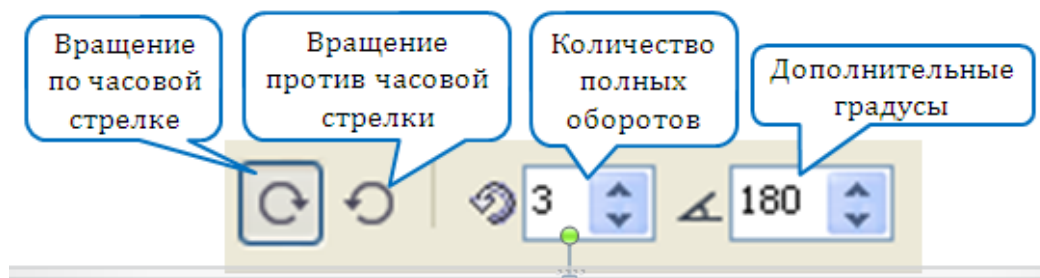 Вращение
по часовой
стрелке
Вращение
против часовой
стрелки
Количество
полных
оборотов
Дополнительные
градусы
3
180